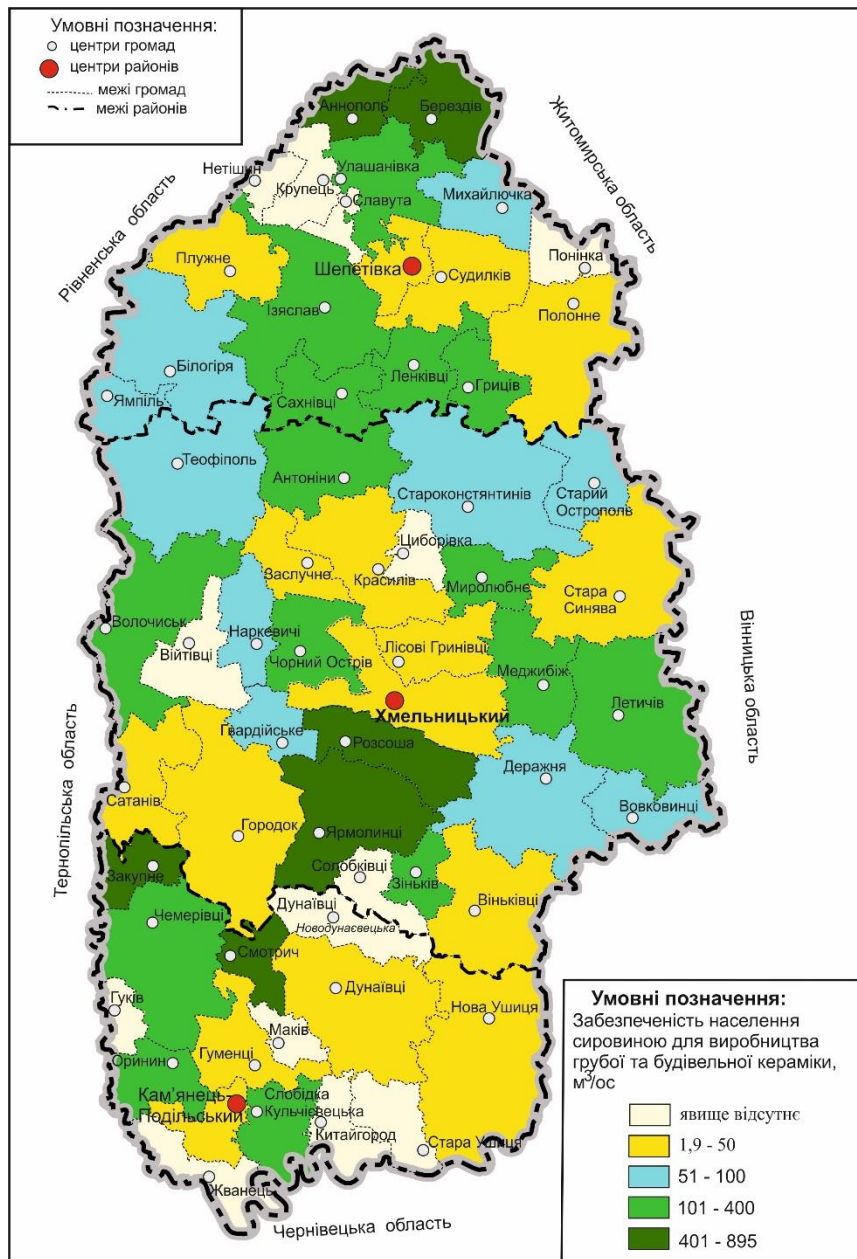 Умовні позначення:
центри громад
центри районів
межі громад
межі районів
Житомирська область
Рівненська область
Тернопільська область
Вінницька область
Чернівецька область
Аннополь
Берездів
Нетішин
Крупець
Улашанівка
Славута
Михайлючка
Понінка
Плужне
Шепетівка
Судилків
Полонне
Ізяслав
Білогіря
Ямпіль
Сахнівці
Ленківці
Гриців
Теофіполь
Антоніни
Староконстянтинів
Старий
Острополь
Циборівка
Заслучне
Красилів
Миролюбне
Стара
Синява
Волочиськ
Війтівці
Наркевичі
Чорний Острів
Лісові Гринівці
Меджибіж
Летичів
Хмельницький
Гвардійське
Розсоша
Деражня
Вовковинці
Сатанів
Городок
Ярмолинці
Солобківці
Зіньків
Віньківці
Закупне
Чемерівці
Дунаївці
Новодунаєвецька
Смотрич
Дунаївці
Нова Ушиця
Гуків
Маків
Гуменці
Оринин
Кам'янець-
Подільський
Слобідка
Кульчієвецька
Китайгород
Стара Ушиця
Жванець
Умовні позначення:
Забезпеченість населення
сировиною для виробництва
грубої та будівельної кераміки,
м³/ос
явище відсутнє
1,9 - 50
51 - 100
101 - 400
401 - 895